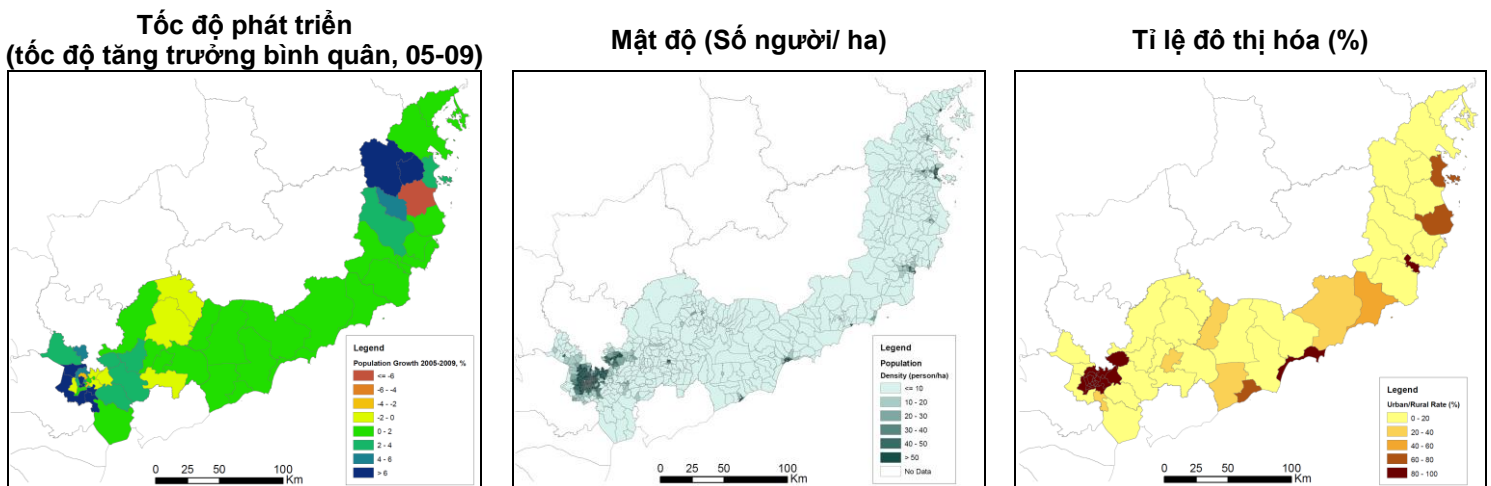 Tốc độ phát triển
(tốc độ tăng trưởng bình quân, 05-09)
Legend
Population Growth 2005-2009, %
<= -6
-6 - -4
-4 - -2
-2 - 0
0 - 2
2 - 4
4 - 6
> 6
0 25 50 100
Km
Mật độ (Số người/ ha)
Legend
Population
Density (person/ha)
<= 10
10 - 20
20 - 30
30 - 40
40 - 50
> 50
No Data
0 25 50 100
Km
Tỉ lệ đô thị hóa (%)
Legend
Urban/Rural Rate (%)
0 - 20
20 - 40
40 - 60
60 - 80
80 - 100
0 25 50 100
Km